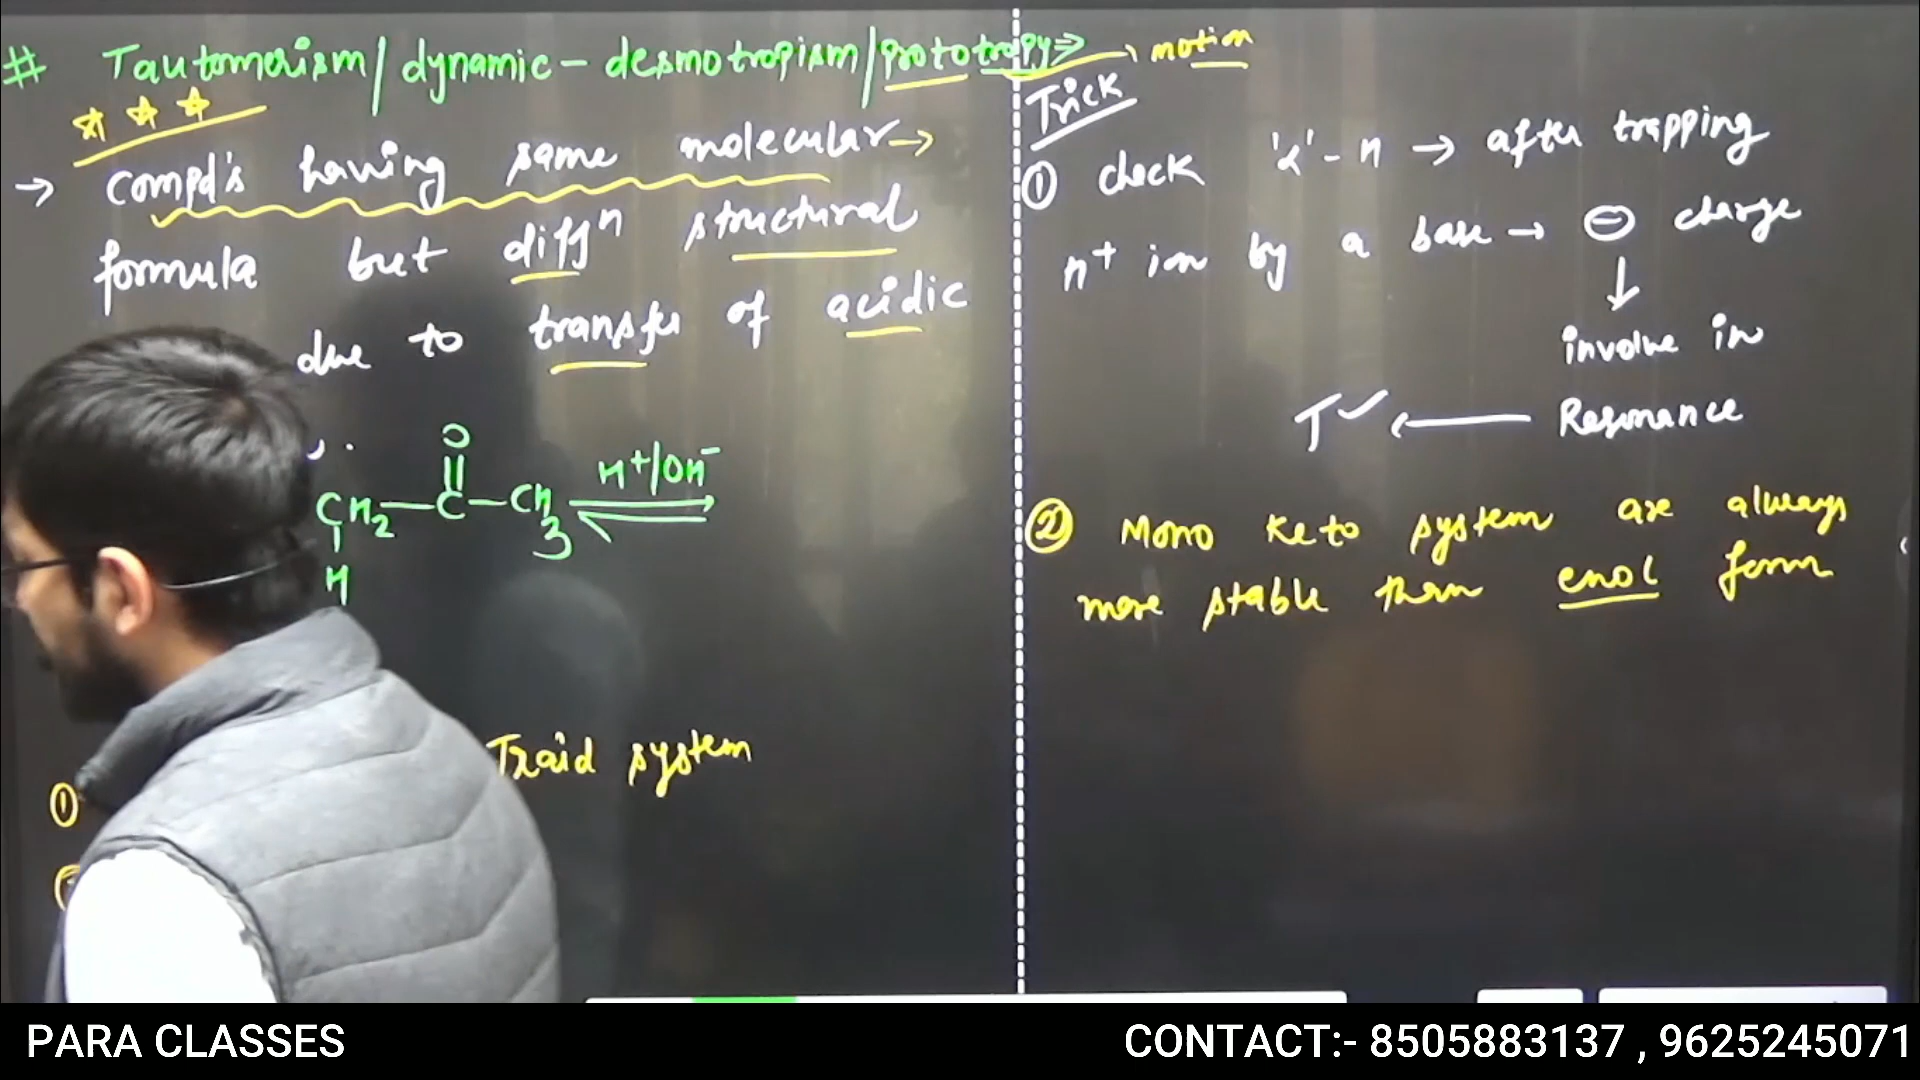 # Tautomerism/dynamic-desmotropism/prototropy⇒
→ compd's having same molecular→
formula but diffⁿ structural
due to transfer of acidic
O
||
CH₂—C—CH₃ ⇌ H⁺/OH⁻
|
H
Traid system
①
→ motion
Trick
① check 'α'-H → after trapping
H⁺ ion by a base → ⊖ charge
↓
involve in
T✓ ← Resonance
② Mono keto system are always
more stable than enol form
PARA CLASSES
CONTACT:- 8505883137 , 9625245071